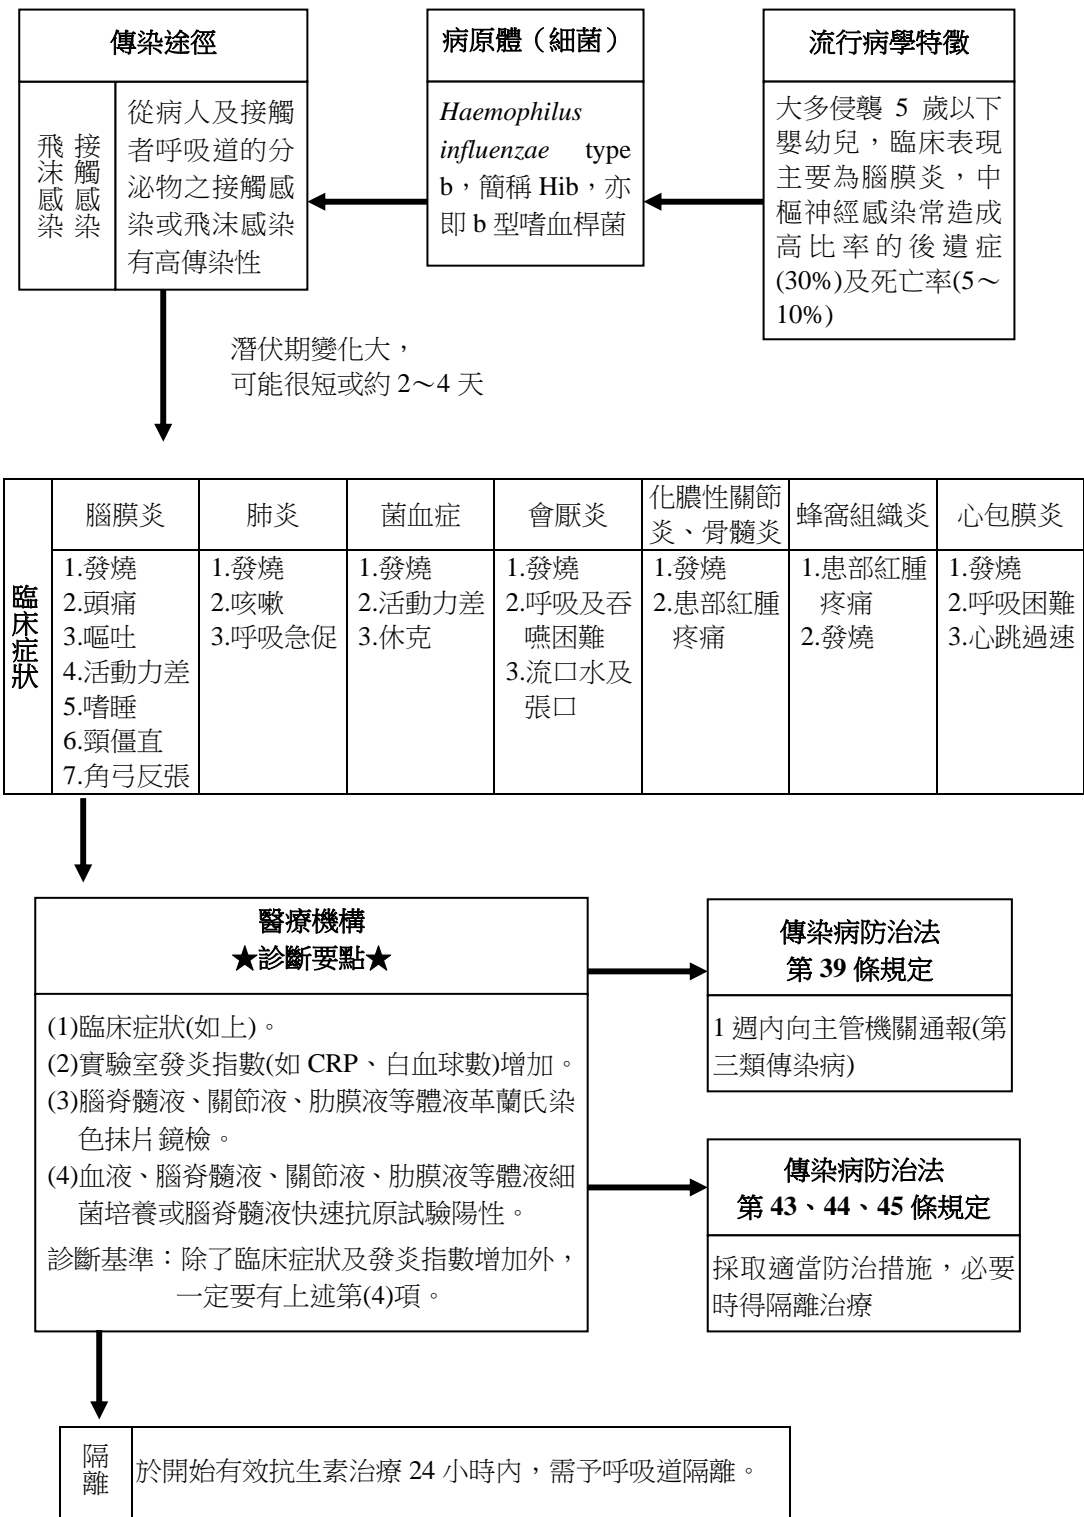 傳染途徑
飛沫感染
接觸感染
從病人及接觸
者呼吸道的分
泌物之接觸感
染或飛沫感染
有高傳染性
病原體（細菌）
Haemophilus
influenzae type
b，簡稱 Hib，亦
即 b 型嗜血桿菌
流行病學特徵
大多侵襲 5 歲以下
嬰幼兒，臨床表現
主要為腦膜炎，中
樞神經感染常造成
高比率的後遺症
(30%)及死亡率(5～
10%)
潛伏期變化大，
可能很短或約 2～4 天
臨床症狀
腦膜炎
1.發燒
2.頭痛
3.嘔吐
4.活動力差
5.嗜睡
6.頸僵直
7.角弓反張
肺炎
1.發燒
2.咳嗽
3.呼吸急促
菌血症
1.發燒
2.活動力差
3.休克
會厭炎
1.發燒
2.呼吸及吞
嚥困難
3.流口水及
張口
化膿性關節
炎、骨髓炎
1.發燒
2.患部紅腫
疼痛
蜂窩組織炎
1.患部紅腫
疼痛
2.發燒
心包膜炎
1.發燒
2.呼吸困難
3.心跳過速
醫療機構
★診斷要點★
(1)臨床症狀(如上)。
(2)實驗室發炎指數(如 CRP、白血球數)增加。
(3)腦脊髓液、關節液、肋膜液等體液革蘭氏染
色抹片鏡檢。
(4)血液、腦脊髓液、關節液、肋膜液等體液細
菌培養或腦脊髓液快速抗原試驗陽性。
診斷基準：除了臨床症狀及發炎指數增加外，
一定要有上述第(4)項。
傳染病防治法
第 39 條規定
1 週內向主管機關通報(第
三類傳染病)
傳染病防治法
第 43、44、45 條規定
採取適當防治措施，必要
時得隔離治療
隔離
於開始有效抗生素治療 24 小時內，需予呼吸道隔離。